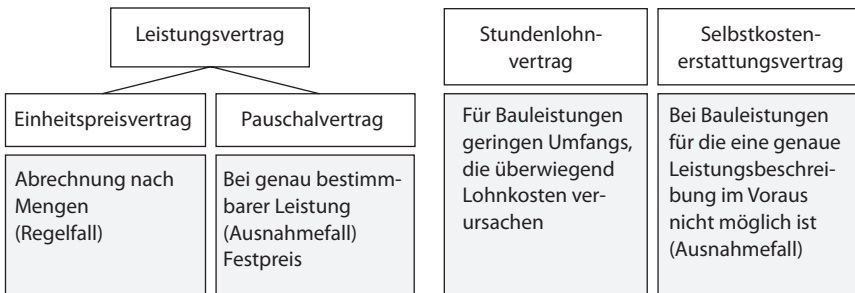 Leistungsvertrag
Einheitspreisvertrag
Abrechnung nach
Mengen
(Regelfall)
Pauschalvertrag
Bei genau bestimm-
barer Leistung
(Ausnahmefall)
Festpreis
Stundenlohn-
vertrag
Für Bauleistungen
geringen Umfangs,
die überwiegend
Lohnkosten ver-
ursachen
Selbstkosten-
erstattungsvertrag
Bei Bauleistungen
für die eine genaue
Leistungsbeschrei-
bung im Voraus
nicht möglich ist
(Ausnahmefall)